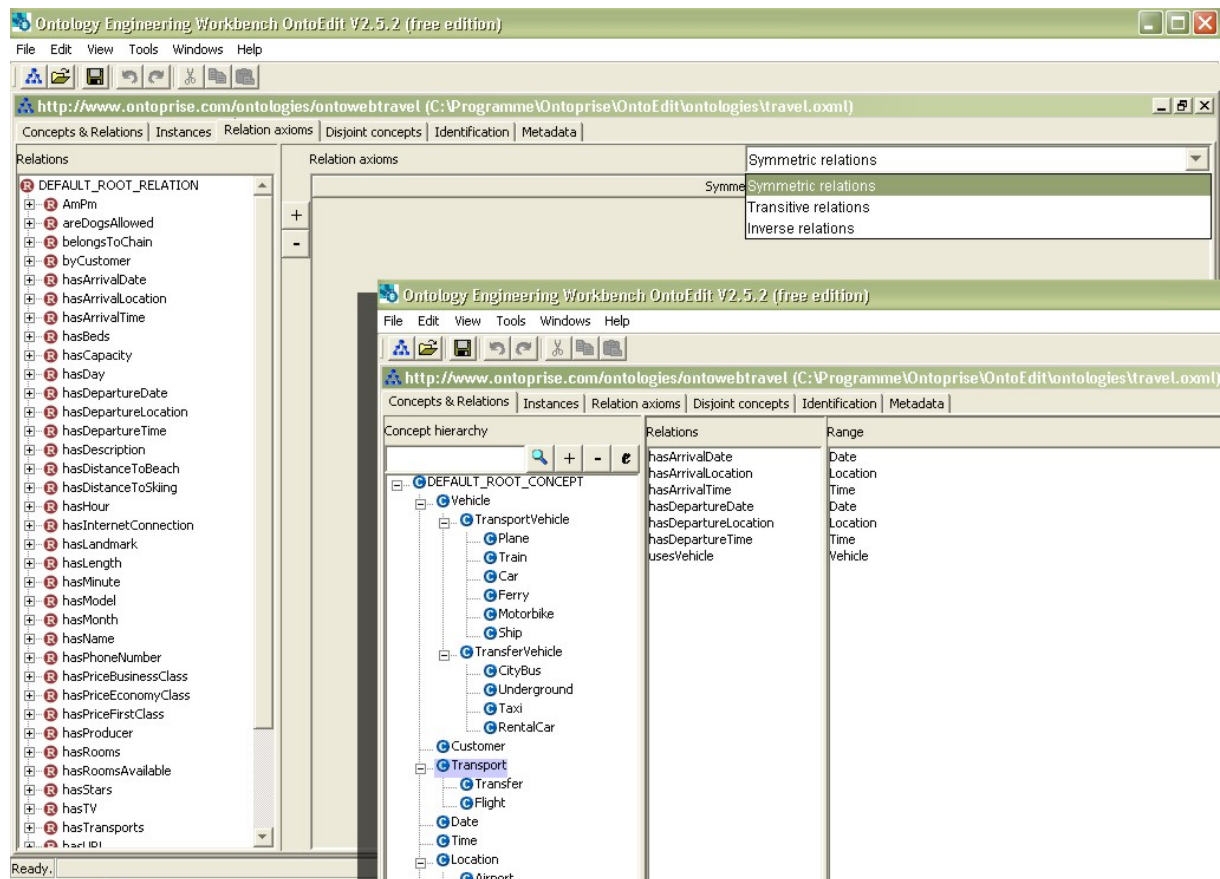 Ontology Engineering Workbench OntoEdit V2.5.2 (free edition)
File Edit View Tools Windows Help
http://www.ontoprise.com/ontologies/ontowebtravel (C:\Programme\Ontoprise\OntoEdit\ontologies\travel.oxml)
Concepts & Relations Instances Relation axioms Disjoint concepts Identification Metadata
Relations
DEFAULT_ROOT_RELATION
AmPm
areDogsAllowed
belongsToChain
byCustomer
hasArrivalDate
hasArrivalLocation
hasArrivalTime
hasBeds
hasCapacity
hasDay
hasDepartureDate
hasDepartureLocation
hasDepartureTime
hasDescription
hasDistanceToBeach
hasDistanceToSkiing
hasHour
hasInternetConnection
hasLandmark
hasLength
hasMinute
hasModel
hasMonth
hasName
hasPhoneNumber
hasPriceBusinessClass
hasPriceEconomyClass
hasPriceFirstClass
hasProducer
hasRooms
hasRoomsAvailable
hasStars
hasTV
hasTransports
Ready.
Relation axioms
Symmetric relations
Symme
Symmetric relations
Transitive relations
Inverse relations
+
-
Ontology Engineering Workbench OntoEdit V2.5.2 (free edition)
File Edit View Tools Windows Help
http://www.ontoprise.com/ontologies/ontowebtravel (C:\Programme\Ontoprise\OntoEdit\ontologies\travel.oxml)
Concepts & Relations Instances Relation axioms Disjoint concepts Identification Metadata
Concept hierarchy
+ - e
DEFAULT_ROOT_CONCEPT
Vehicle
TransportVehicle
Plane
Train
Car
Ferry
Motorbike
Ship
TransferVehicle
CityBus
Underground
Taxi
RentalCar
Customer
Transport
Transfer
Flight
Date
Time
Location
Airport
Relations Range
hasArrivalDate Date
hasArrivalLocation Location
hasArrivalTime Time
hasDepartureDate Date
hasDepartureLocation Location
hasDepartureTime Time
usesVehicle Vehicle